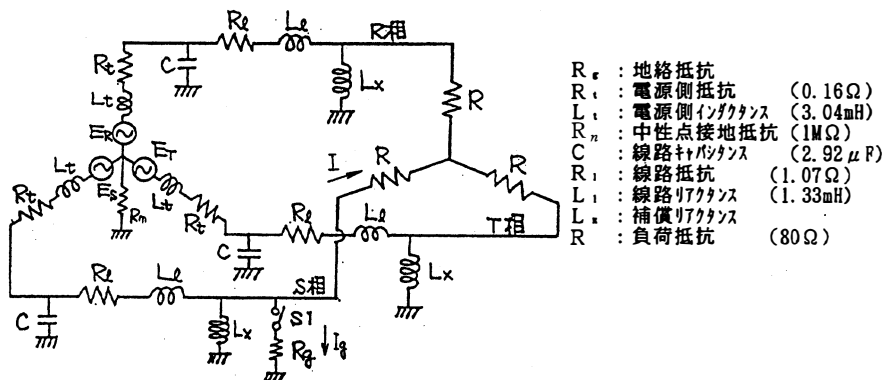 Rℓ
Lℓ
R相
Rt
C
Lx
R
Lt
ER
ET
I
R
R
Lt
ES
Lt
Rt
Rn
Rt
Rℓ
Lℓ
T相
C
Lx
Rℓ
Lℓ
S相
C
Lx
S1
Rg
Ig
Rg : 地絡抵抗
Rt : 電源側抵抗 (0.16Ω)
Lt : 電源側インダクタンス (3.04mH)
Rn : 中性点接地抵抗 (1MΩ)
C : 線路キャパシタンス (2.92μF)
Rl : 線路抵抗 (1.07Ω)
Ll : 線路リアクタンス (1.33mH)
Lx : 補償リアクタンス
R : 負荷抵抗 (80Ω)